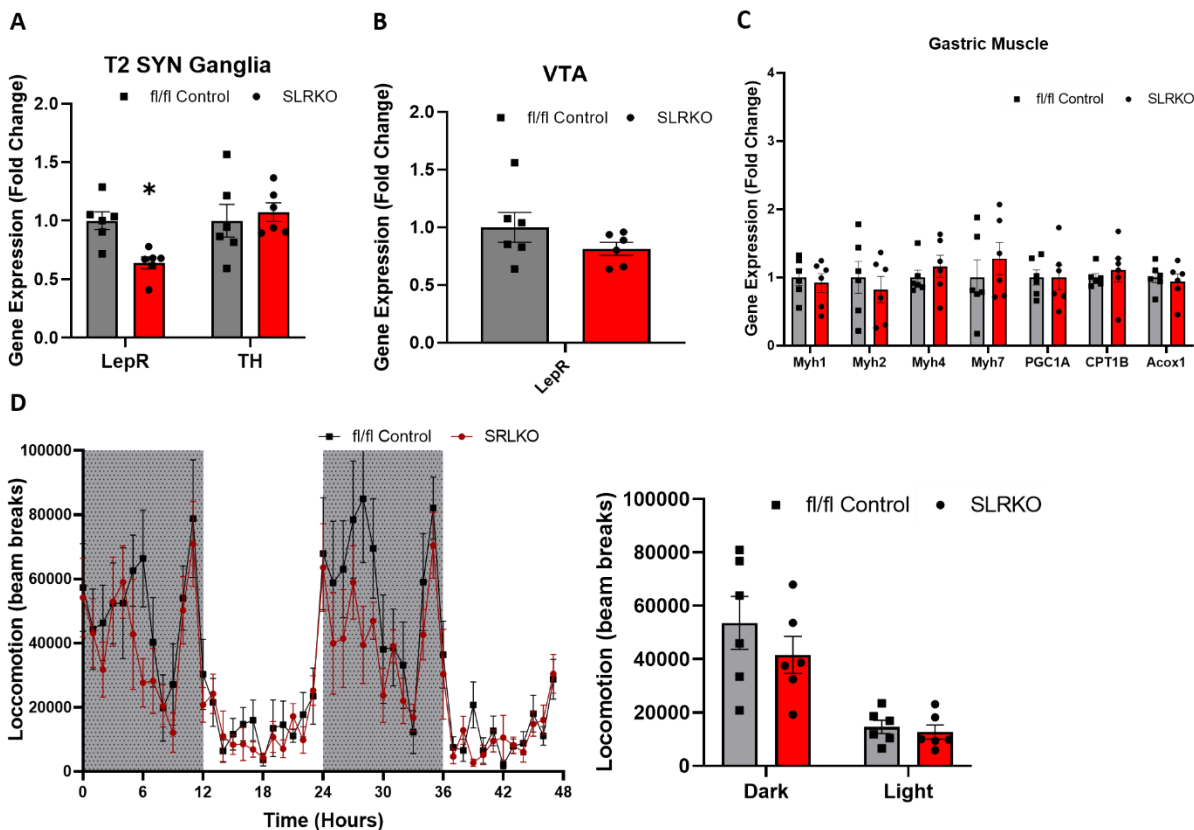 A
T2 SYN Ganglia
fl/fl Control SLRKO
Gene Expression (Fold Change)
2.0
1.5
1.0
0.5
0.0
*
LepR TH
B
VTA
fl/fl Control SLRKO
Gene Expression (Fold Change)
2.0
1.5
1.0
0.5
0.0
LepR
C
Gastric Muscle
fl/fl Control SLRKO
Gene Expression (Fold Change)
4
3
2
1
0
Myh1 Myh2 Myh4 Myh7 PGC1A CPT1B Acox1
D
fl/fl Control SRLKO
Loccomotion (beam breaks)
100000
80000
60000
40000
20000
0
0 6 12 18 24 30 36 42 48
Time (Hours)
fl/fl Control SLRKO
Locomotion (beam breaks)
100000
80000
60000
40000
20000
0
Dark Light